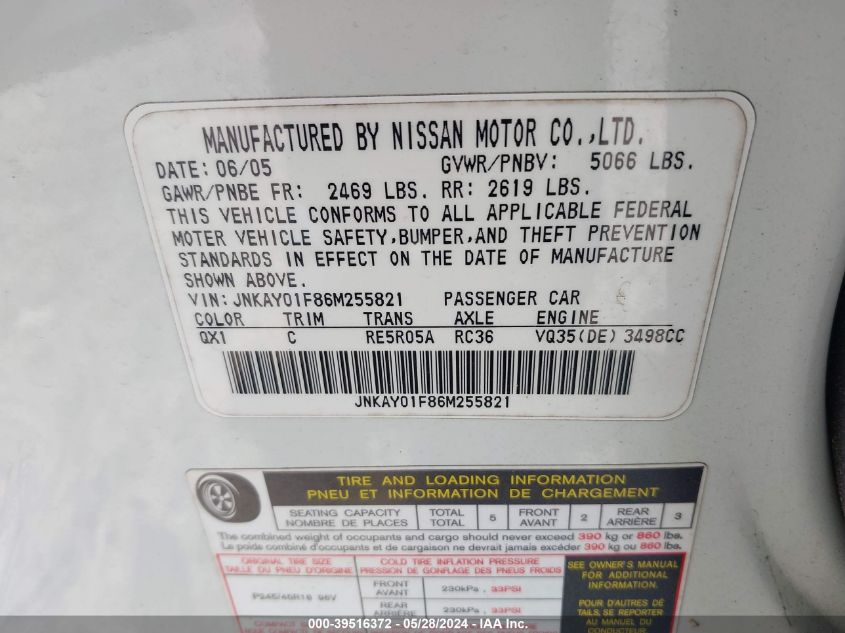 MANUFACTURED BY NISSAN MOTOR CO.,LTD.
DATE: 06/05 GVWR/PNBV: 5066 LBS.
GAWR/PNBE FR: 2469 LBS. RR: 2619 LBS.
THIS VEHICLE CONFORMS TO ALL APPLICABLE FEDERAL
MOTER VEHICLE SAFETY,BUMPER,AND THEFT PREVENTION
STANDARDS IN EFFECT ON THE DATE OF MANUFACTURE
SHOWN ABOVE.
VIN: JNKAY01F86M255821 PASSENGER CAR
COLOR TRIM TRANS AXLE ENGINE
QX1 C RE5R05A RC36 VQ35(DE) 3498CC
JNKAY01F86M255821
TIRE AND LOADING INFORMATION
PNEU ET INFORMATION DE CHARGEMENT
SEATING CAPACITY TOTAL 5 FRONT 2 REAR 3
NOMBRE DE PLACES TOTAL AVANT ARRIÈRE
The combined weight of occupants and cargo should never exceed 390 kg or 860 lbs.
Le poids combiné d'occupants et de cargaison ne devrait jamais excéder 390 kg ou 860 lbs.
ORIGINAL TIRE SIZE COLD TIRE INFLATION PRESSURE
TAILLE DU PNEU D'ORIGINE PRESSION DE GONFLAGE DES PNEUS FROIDS
SEE OWNER'S MANUAL
FOR ADDITIONAL
INFORMATION.
P245/45R18 96V
FRONT
AVANT 230kPa , 33PSI
REAR
ARRIÈRE 230kPa , 33PSI
POUR D'AUTRES DE
TAILS, SE REPORTER
AU MANUEL DU
CONDUCTEUR
000-39516372 - 05/28/2024 - IAA Inc.